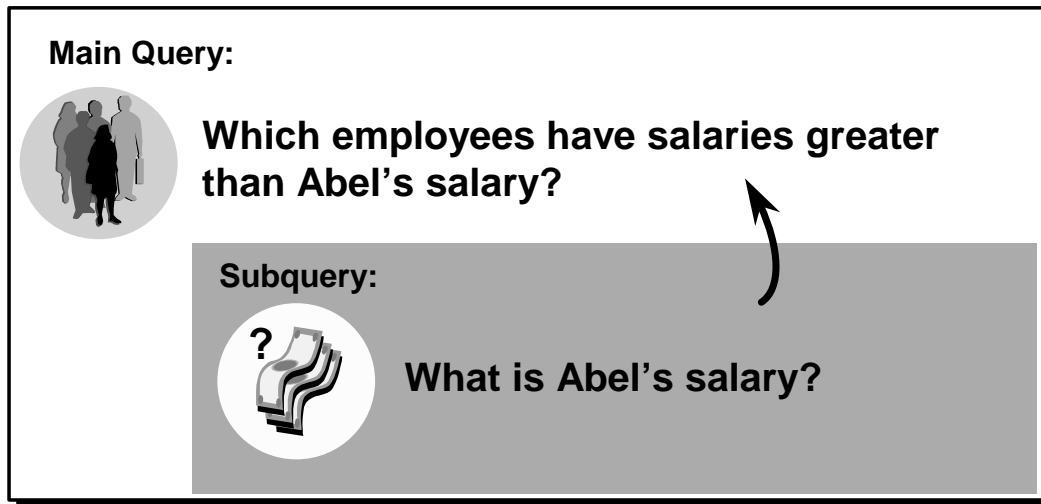 Main Query:
Which employees have salaries greater
than Abel’s salary?
Subquery:
?
What is Abel’s salary?